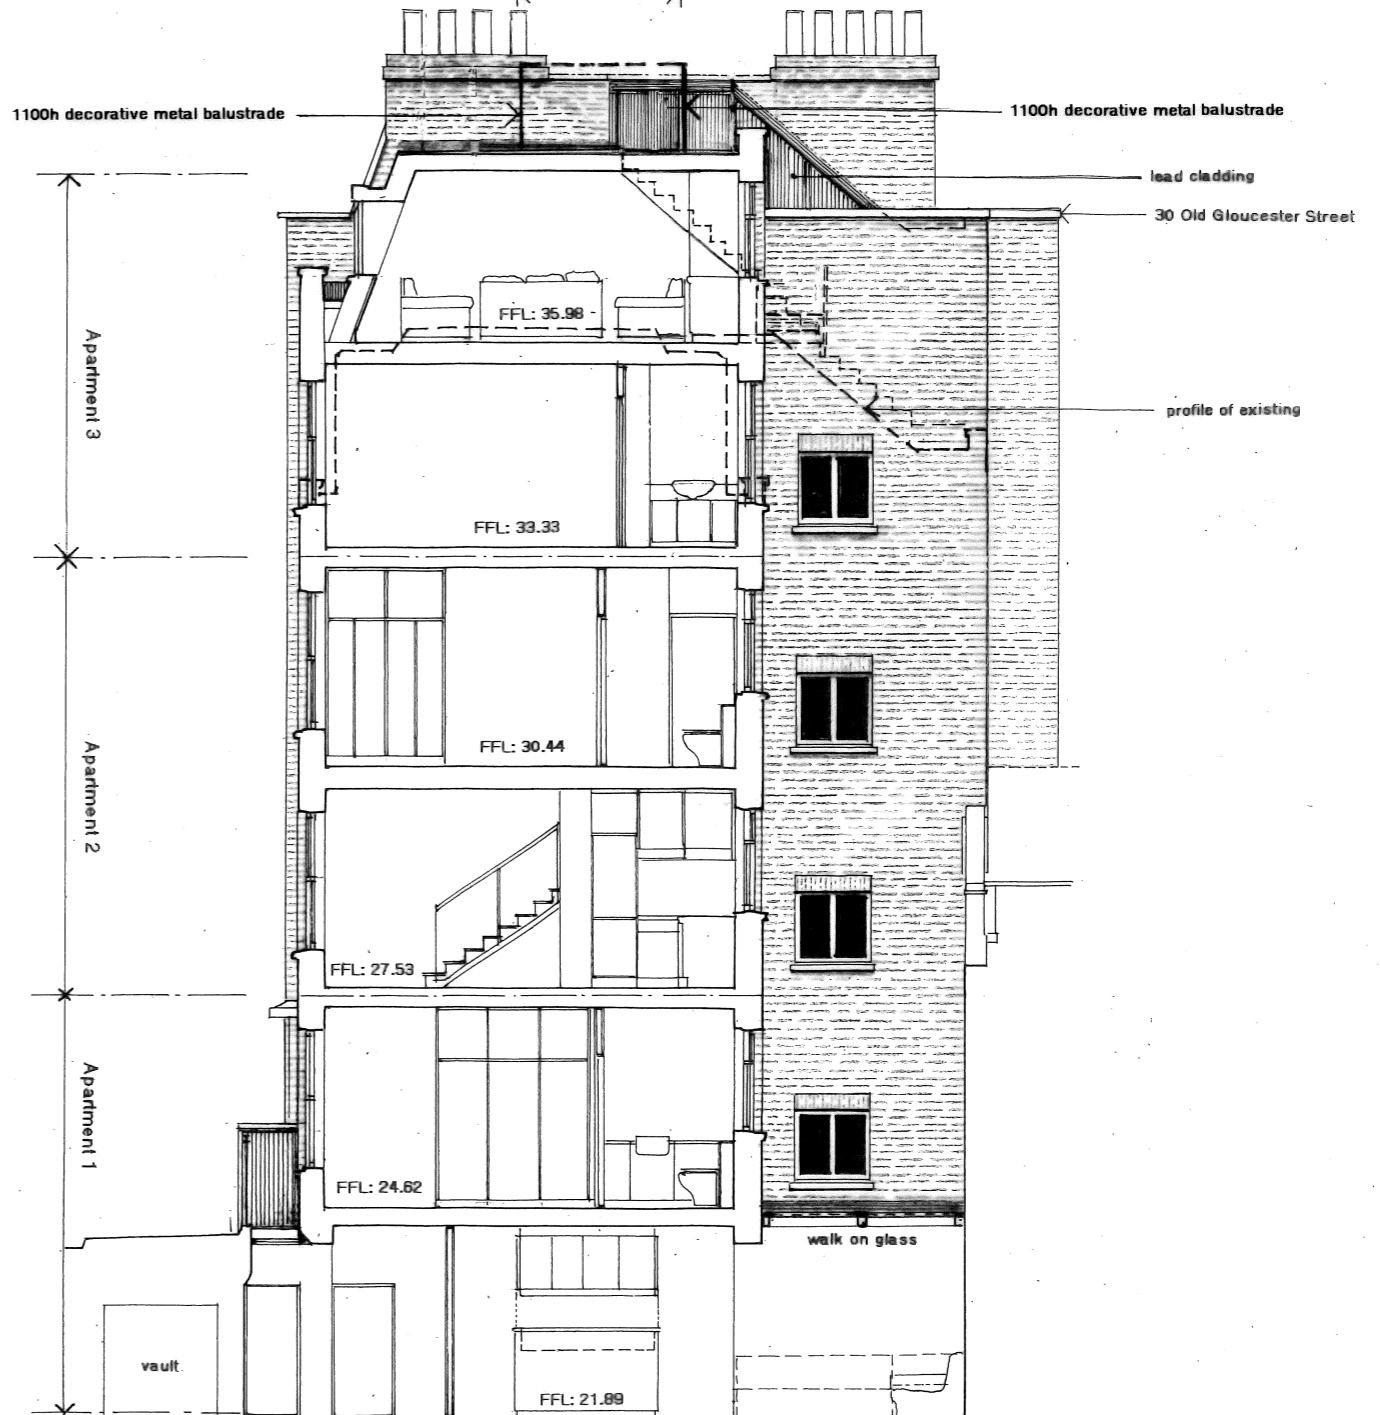 1100h decorative metal balustrade
1100h decorative metal balustrade
lead cladding
30 Old Gloucester Street
FFL: 35.98
Apartment 3
profile of existing
FFL: 33.33
FFL: 30.44
Apartment 2
FFL: 27.53
Apartment 1
FFL: 24.62
walk on glass
vault
FFL: 21.89